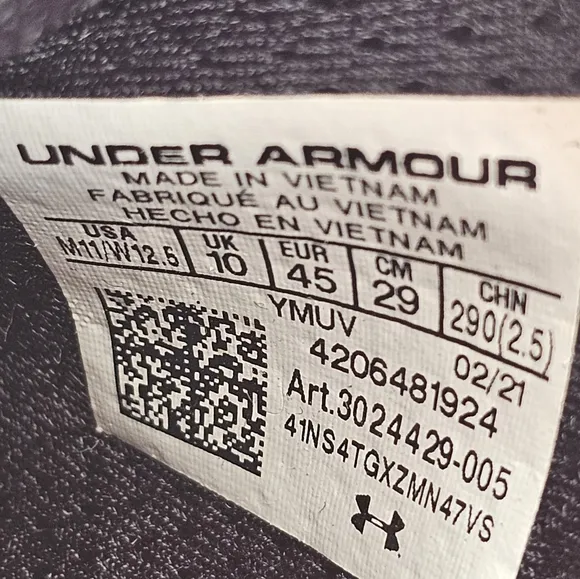 UNDER ARMOUR
MADE IN VIETNAM
FABRIQUÉ AU VIETNAM
HECHO EN VIETNAM
USA UK EUR CM CHN
M11/W12.5 10 45 29 290(2.5)
YMUV 02/21
4206481924
Art.3024429-005
41NS4TGXZMN47VS